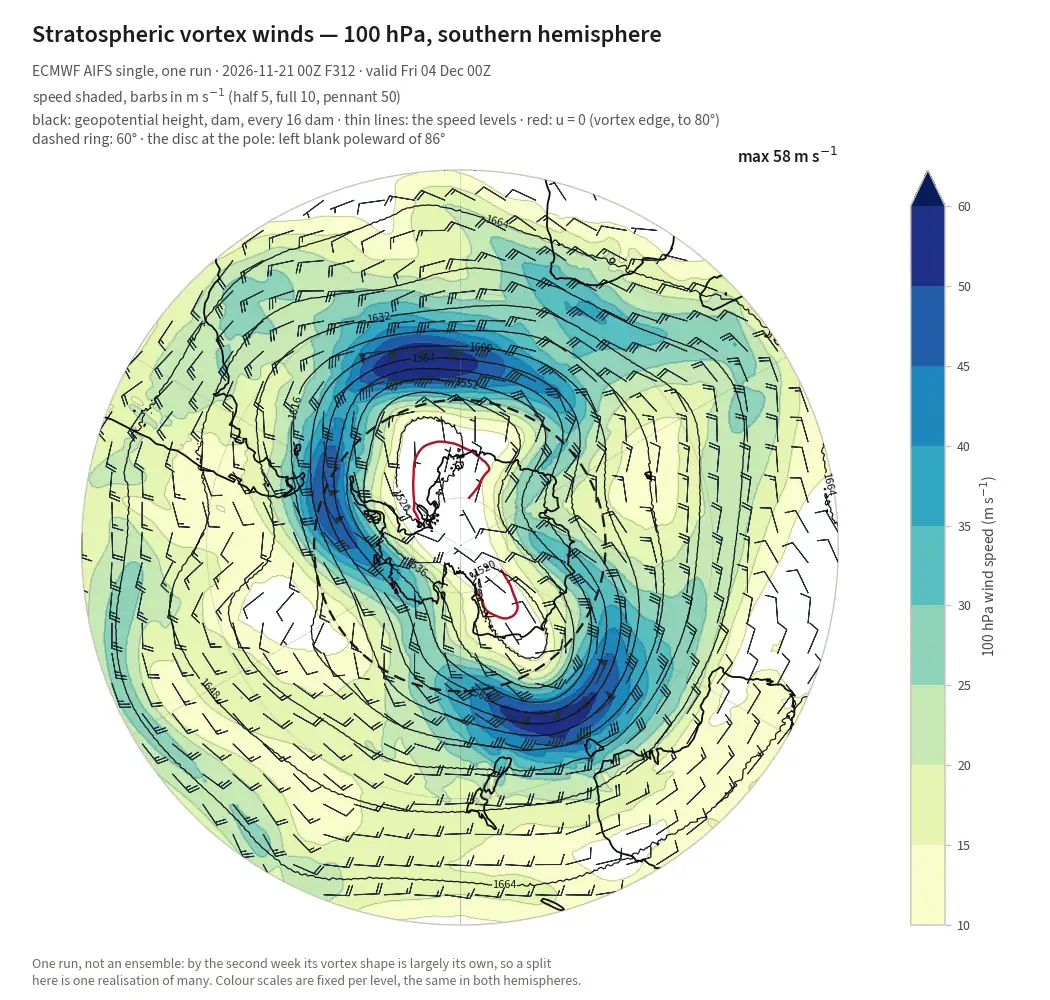 Stratospheric vortex winds — 100 hPa, southern hemisphere
ECMWF AIFS single, one run · 2026-11-21 00Z F312 · valid Fri 04 Dec 00Z
speed shaded, barbs in m s⁻¹ (half 5, full 10, pennant 50)
black: geopotential height, dam, every 16 dam · thin lines: the speed levels · red: u = 0 (vortex edge, to 80°)
dashed ring: 60° · the disc at the pole: left blank poleward of 86°
max 58 m s⁻¹
1664
1632
1600
1584
1616
1664
1520
1536
1648
1664
60
50
45
40
35
30
25
20
15
10
100 hPa wind speed (m s⁻¹)
One run, not an ensemble: by the second week its vortex shape is largely its own, so a split
here is one realisation of many. Colour scales are fixed per level, the same in both hemispheres.